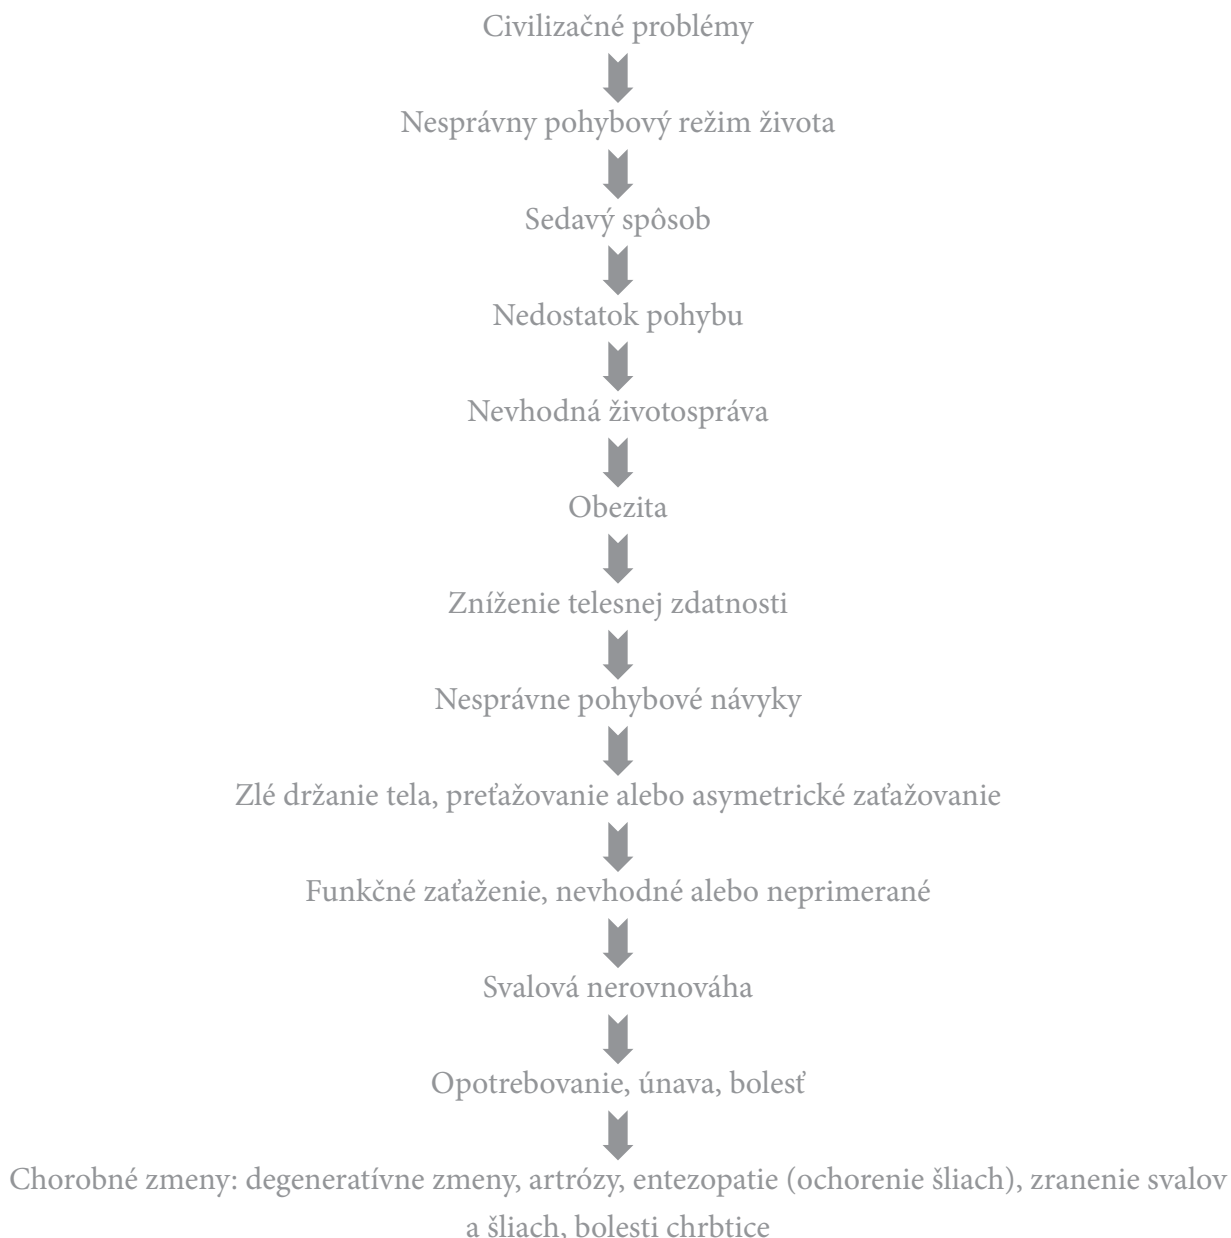 Civilizačné problémy
Nesprávny pohybový režim života
Sedavý spôsob
Nedostatok pohybu
Nevhodná životospráva
Obezita
Zníženie telesnej zdatnosti
Nesprávne pohybové návyky
Zlé držanie tela, preťažovanie alebo asymetrické zaťažovanie
Funkčné zaťaženie, nevhodné alebo neprimerané
Svalová nerovnováha
Opotrebovanie, únava, bolesť
Chorobné zmeny: degeneratívne zmeny, artrózy, entezopatie (ochorenie šliach), zranenie svalov
a šliach, bolesti chrbtice